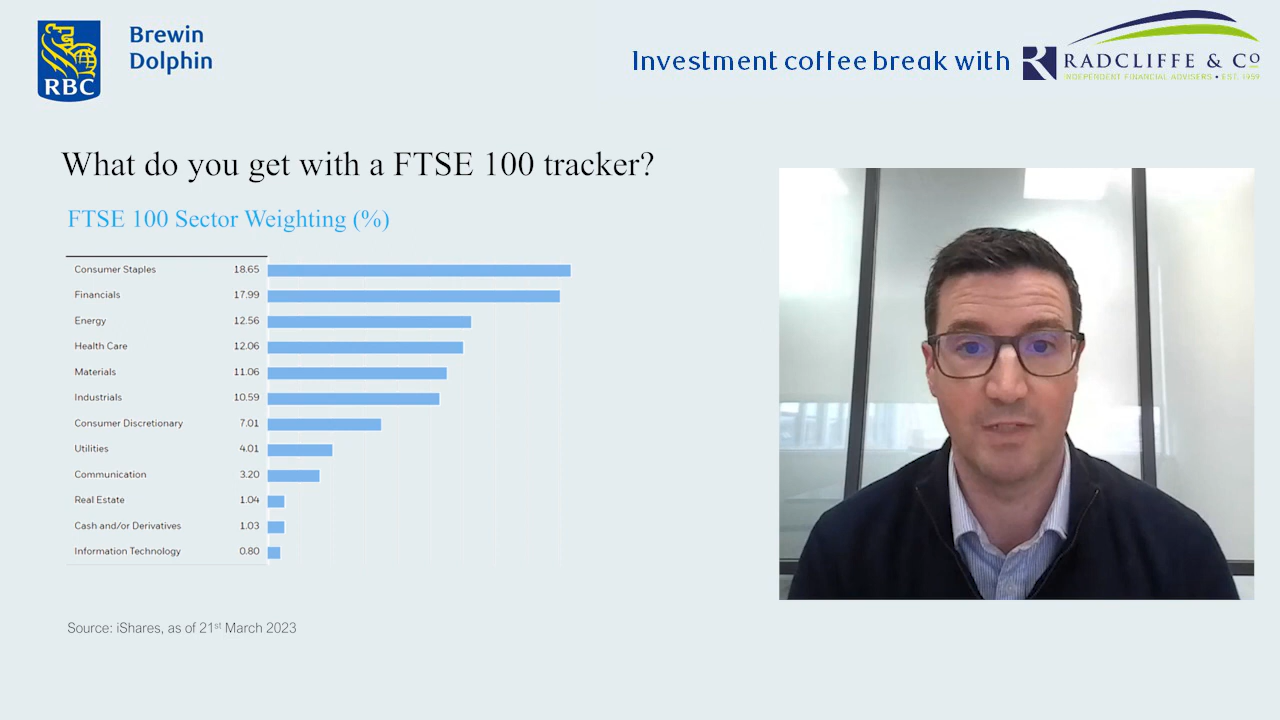 RBC
Brewin
Dolphin
Investment coffee break with
RADCLIFFE & Co
INDEPENDENT FINANCIAL ADVISERS • EST. 1959
What do you get with a FTSE 100 tracker?
FTSE 100 Sector Weighting (%)
Consumer Staples 18.65
Financials 17.99
Energy 12.56
Health Care 12.06
Materials 11.06
Industrials 10.59
Consumer Discretionary 7.01
Utilities 4.01
Communication 3.20
Real Estate 1.04
Cash and/or Derivatives 1.03
Information Technology 0.80
Source: iShares, as of 21st March 2023